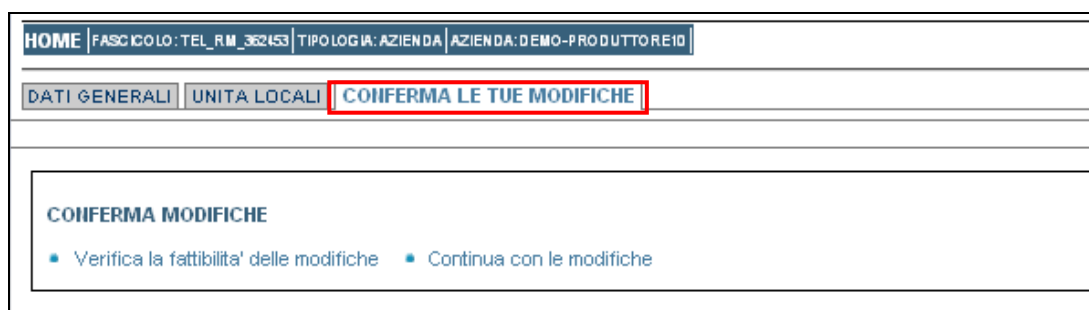 HOME FASCICOLO: TEL_RM_362453 TIPOLOGIA: AZIENDA AZIENDA: DEMO-PRODUTTORE10
DATI GENERALI UNITA LOCALI CONFERMA LE TUE MODIFICHE
CONFERMA MODIFICHE
Verifica la fattibilita' delle modifiche Continua con le modifiche